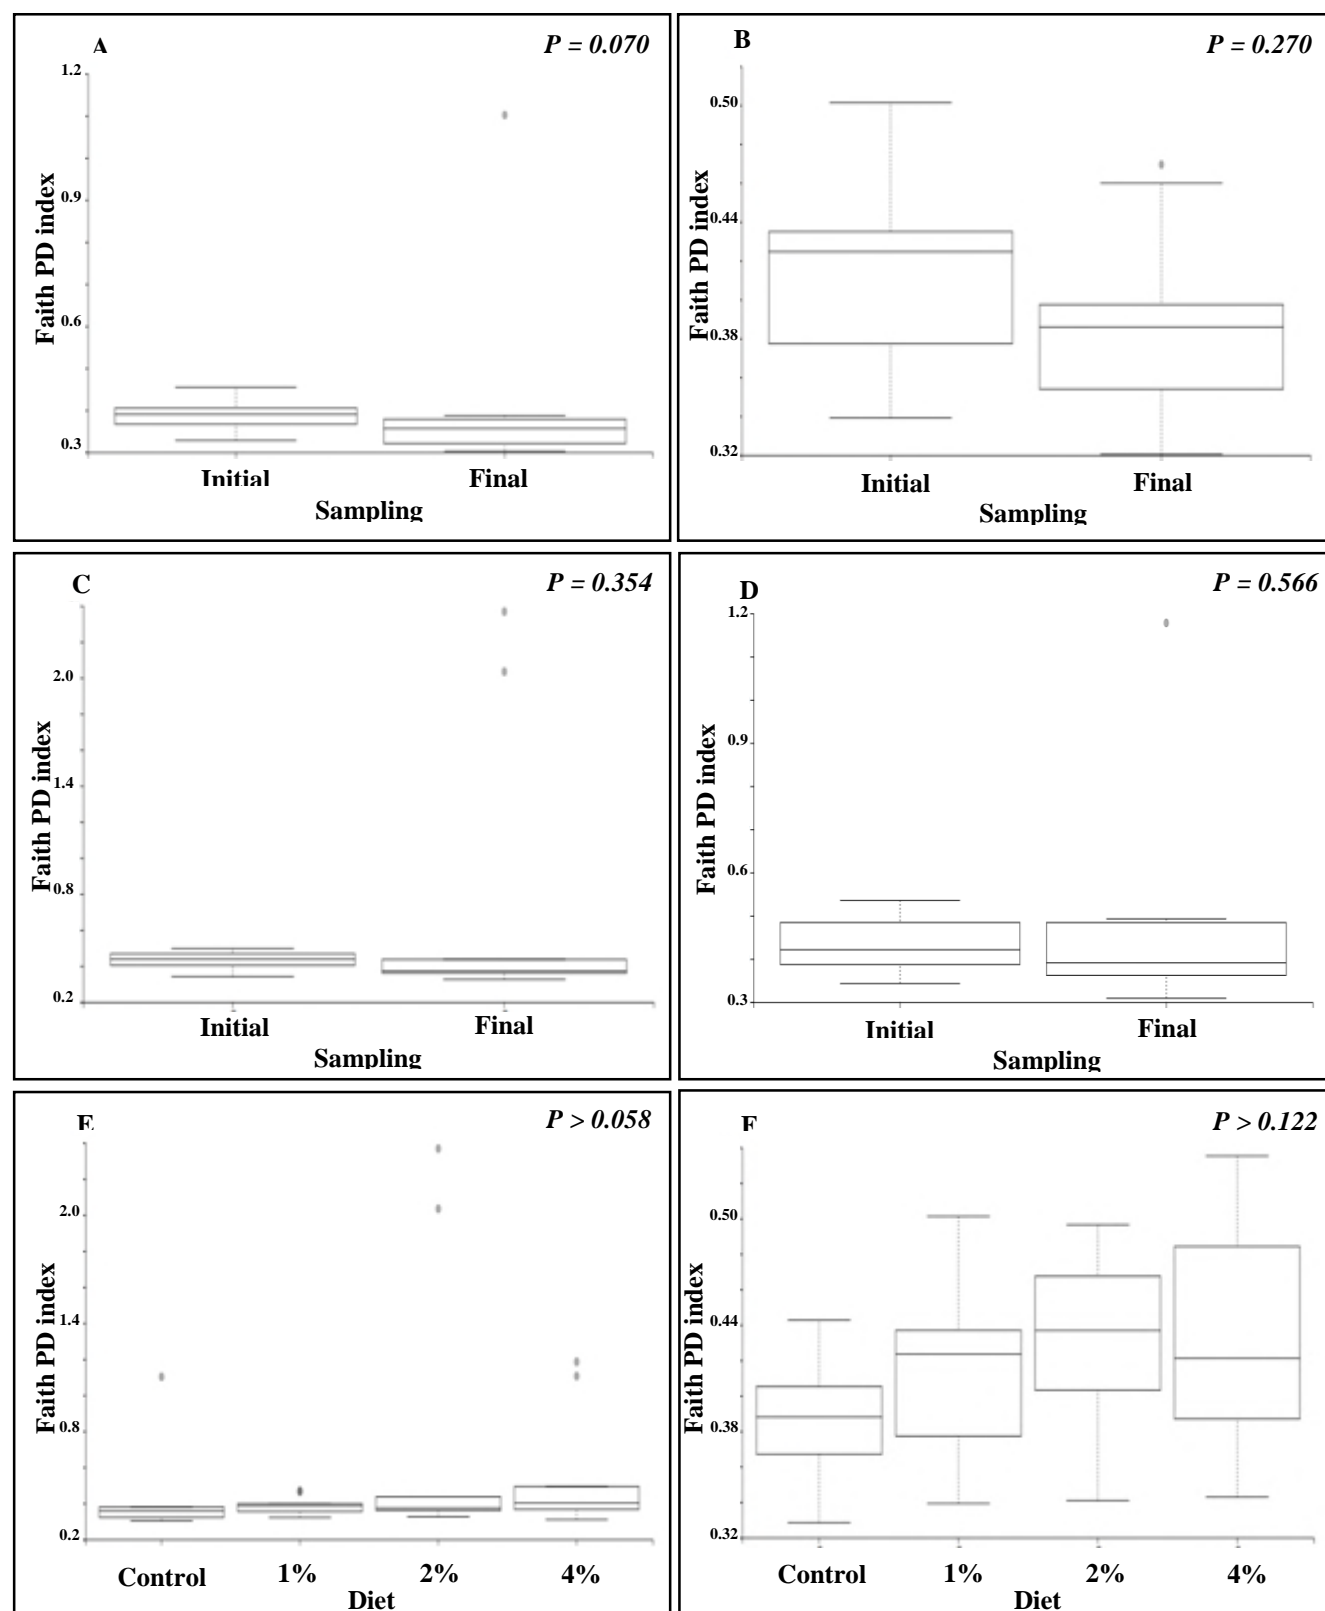 A
P = 0.070
1.2
0.9
0.6
0.3
Faith PD index
Initial
Final
Sampling
B
P = 0.270
0.50
0.44
0.38
0.32
Faith PD index
Initial
Final
Sampling
C
P = 0.354
2.0
1.4
0.8
0.2
Faith PD index
Initial
Final
Sampling
D
P = 0.566
1.2
0.9
0.6
0.3
Faith PD index
Initial
Final
Sampling
E
P > 0.058
2.0
1.4
0.8
0.2
Faith PD index
Control
1%
2%
4%
Diet
F
P > 0.122
0.50
0.44
0.38
0.32
Faith PD index
Control
1%
2%
4%
Diet